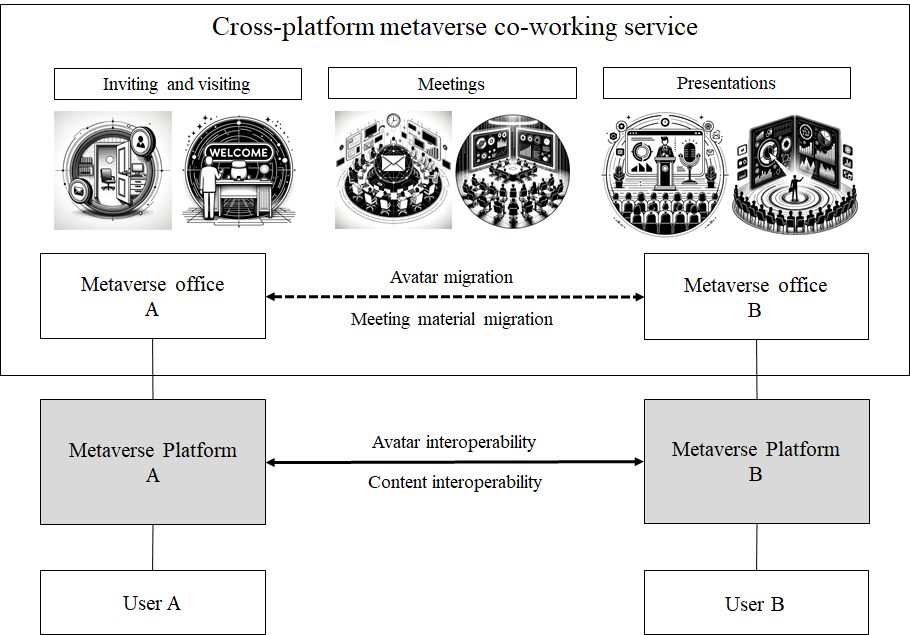 Cross-platform metaverse co-working service
Inviting and visiting
Meetings
Presentations
WELCOME
Metaverse office
A
Avatar migration
Meeting material migration
Metaverse office
B
Metaverse Platform
A
Avatar interoperability
Content interoperability
Metaverse Platform
B
User A
User B